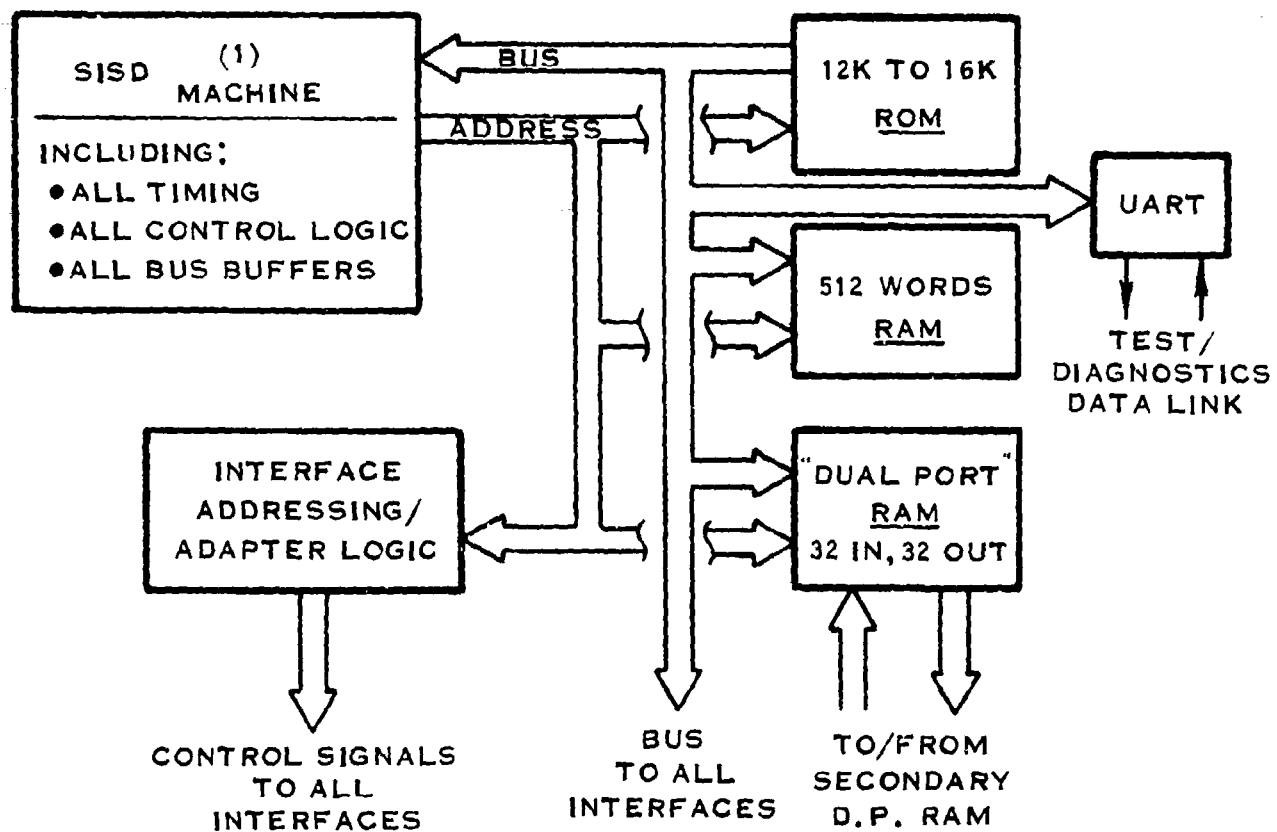 SISD (1)
MACHINE
INCLUDING:
•ALL TIMING
•ALL CONTROL LOGIC
•ALL BUS BUFFERS
BUS
ADDRESS
12K TO 16K
ROM
UART
TEST/
DIAGNOSTICS
DATA LINK
512 WORDS
RAM
INTERFACE
ADDRESSING/
ADAPTER LOGIC
"DUAL PORT"
RAM
32 IN, 32 OUT
CONTROL SIGNALS
TO ALL
INTERFACES
BUS
TO ALL
INTERFACES
TO/FROM
SECONDARY
D.P. RAM